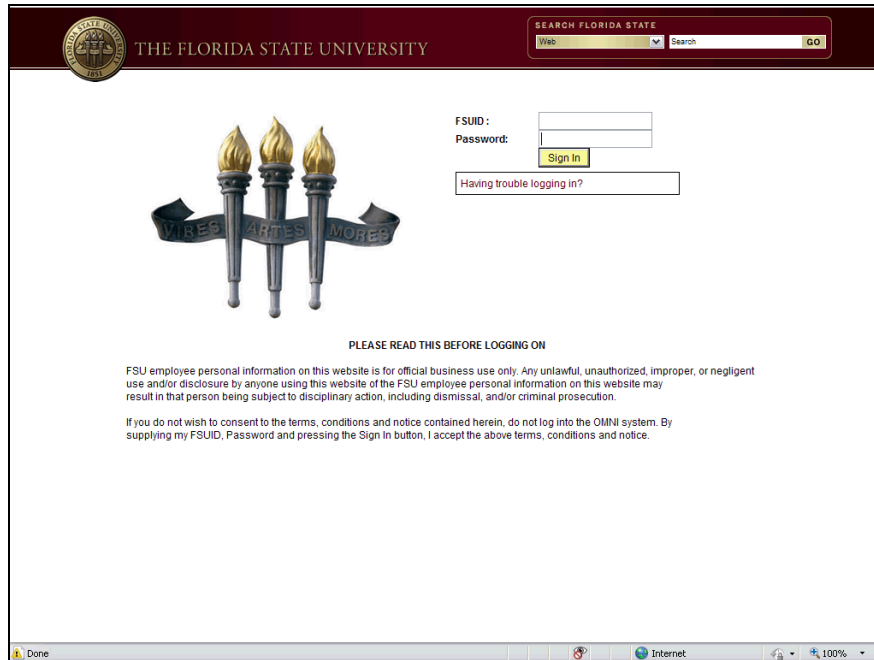 SEARCH FLORIDA STATE
Web Search GO
THE FLORIDA STATE UNIVERSITY
1851
FSUID :
Password:
Sign In
Having trouble logging in?
VIRES ARTES MORES
PLEASE READ THIS BEFORE LOGGING ON
FSU employee personal information on this website is for official business use only. Any unlawful, unauthorized, improper, or negligent
use and/or disclosure by anyone using this website of the FSU employee personal information on this website may
result in that person being subject to disciplinary action, including dismissal, and/or criminal prosecution.
If you do not wish to consent to the terms, conditions and notice contained herein, do not log into the OMNI system. By
supplying my FSUID, Password and pressing the Sign In button, I accept the above terms, conditions and notice.
Done Internet 100%